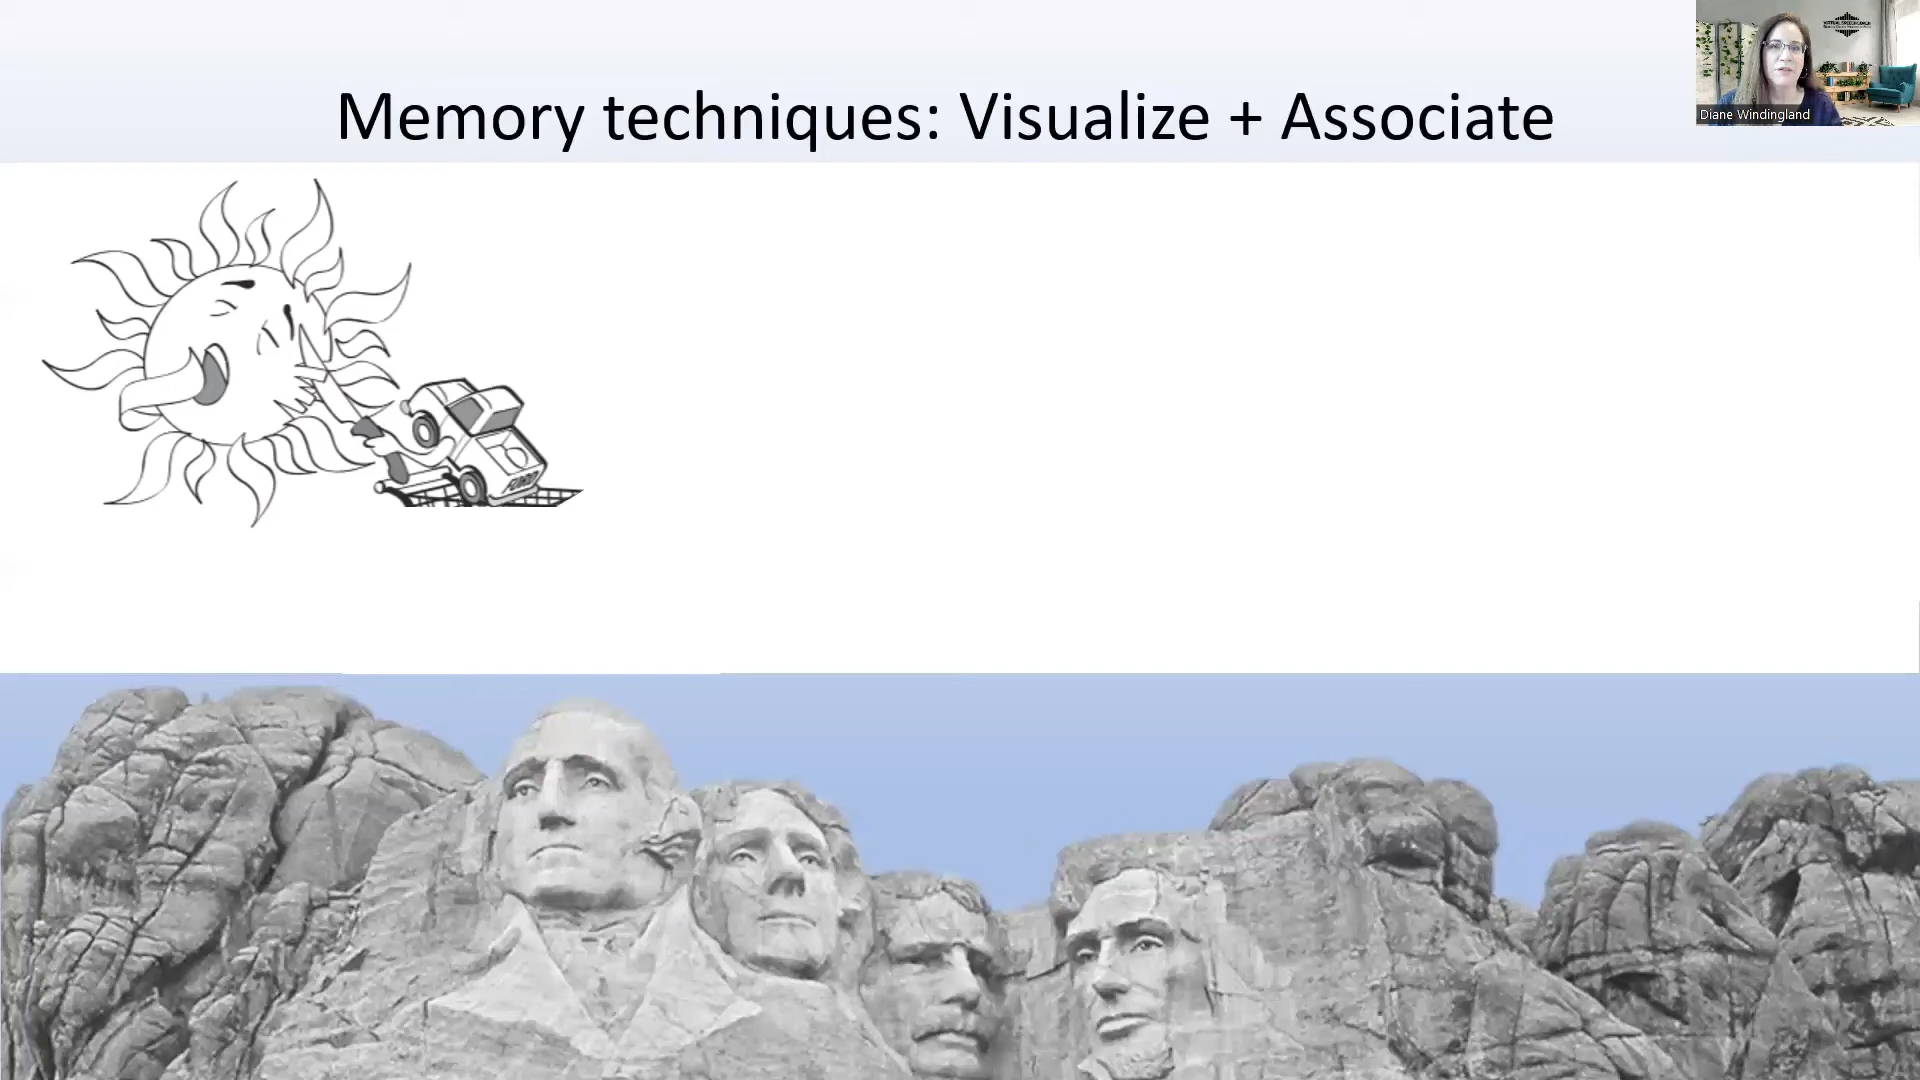 Memory techniques: Visualize + Associate
Diane Windingland
FORD